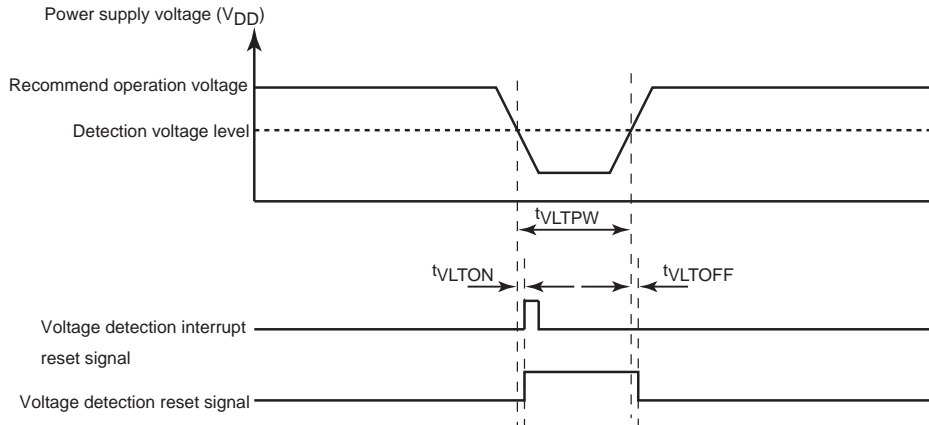 Power supply voltage (VDD)
Recommend operation voltage
Detection voltage level
tVLTPW
tVLTON
tVLTOFF
Voltage detection interrupt
reset signal
Voltage detection reset signal